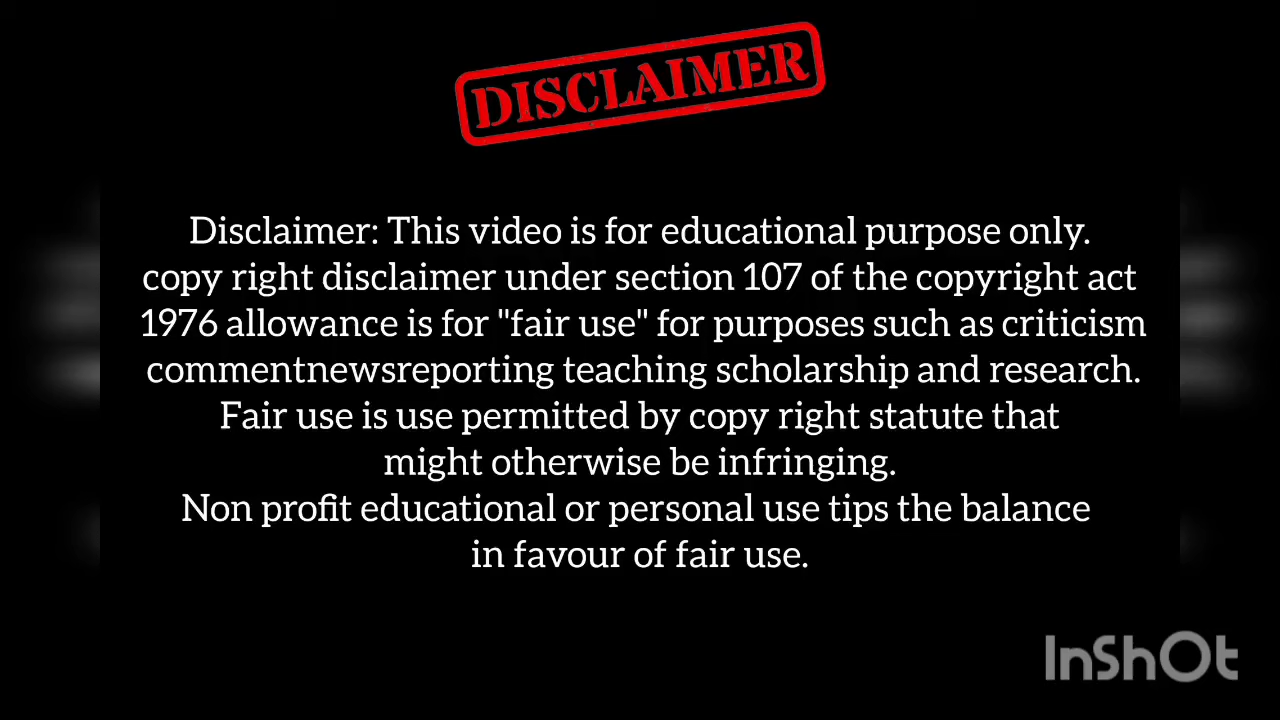 DISCLAIMER
Disclaimer: This video is for educational purpose only.
copy right disclaimer under section 107 of the copyright act
1976 allowance is for "fair use" for purposes such as criticism
commentnewsreporting teaching scholarship and research.
Fair use is use permitted by copy right statute that
might otherwise be infringing.
Non profit educational or personal use tips the balance
in favour of fair use.
InShOt